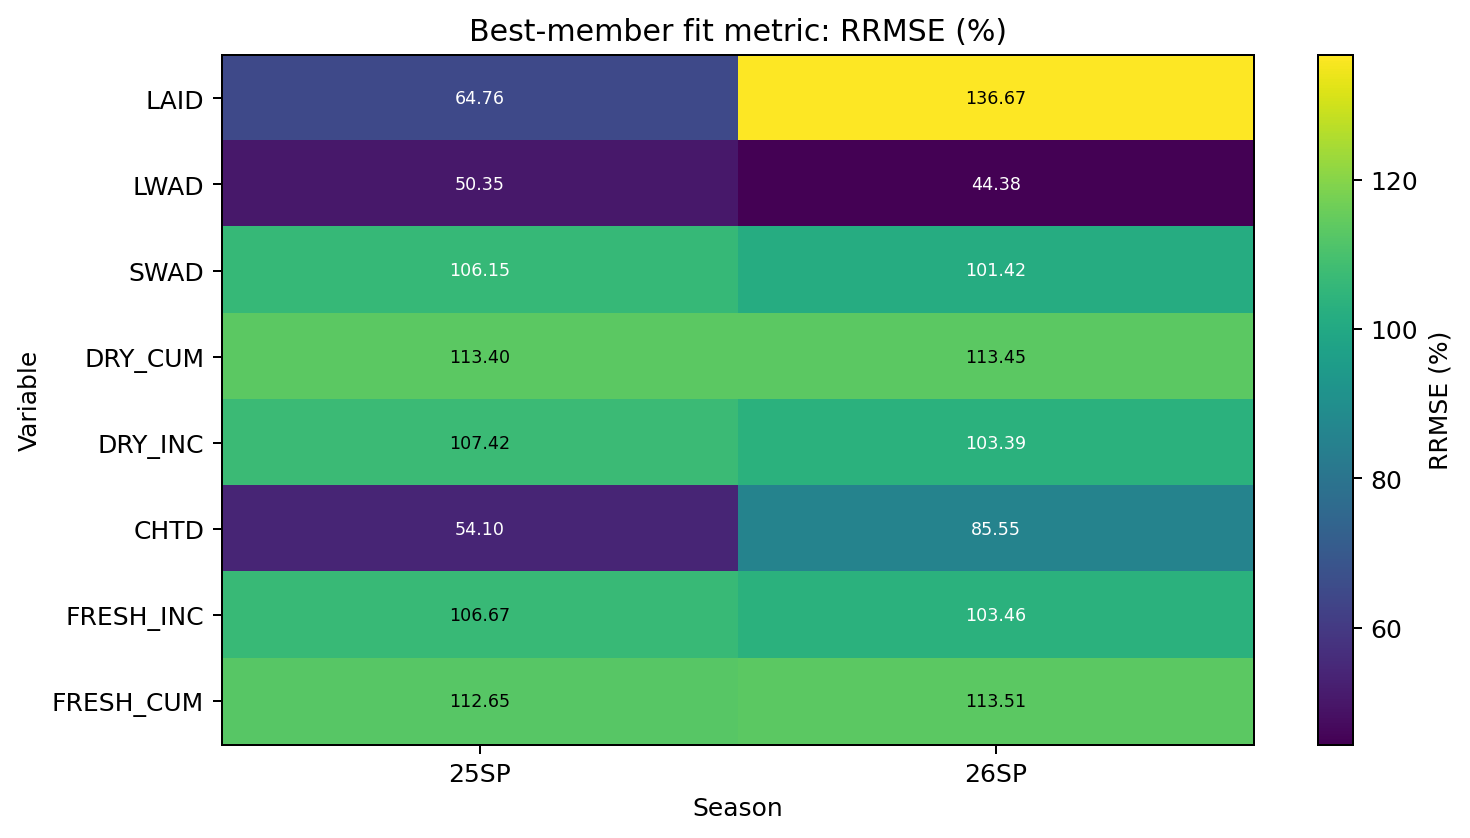 Best-member fit metric: RRMSE (%)
LAID 64.76 136.67
LWAD 50.35 44.38
SWAD 106.15 101.42
DRY_CUM 113.40 113.45
DRY_INC 107.42 103.39
CHTD 54.10 85.55
FRESH_INC 106.67 103.46
FRESH_CUM 112.65 113.51
25SP 26SP
Season
Variable
120
100
80
60
RRMSE (%)